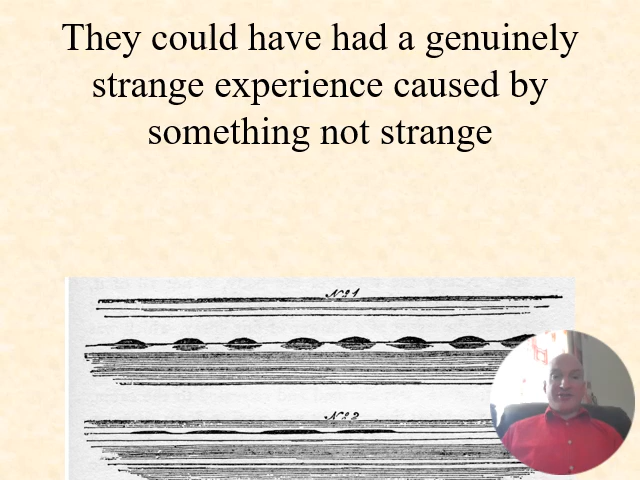 They could have had a genuinely
strange experience caused by
something not strange
No 1
No 2